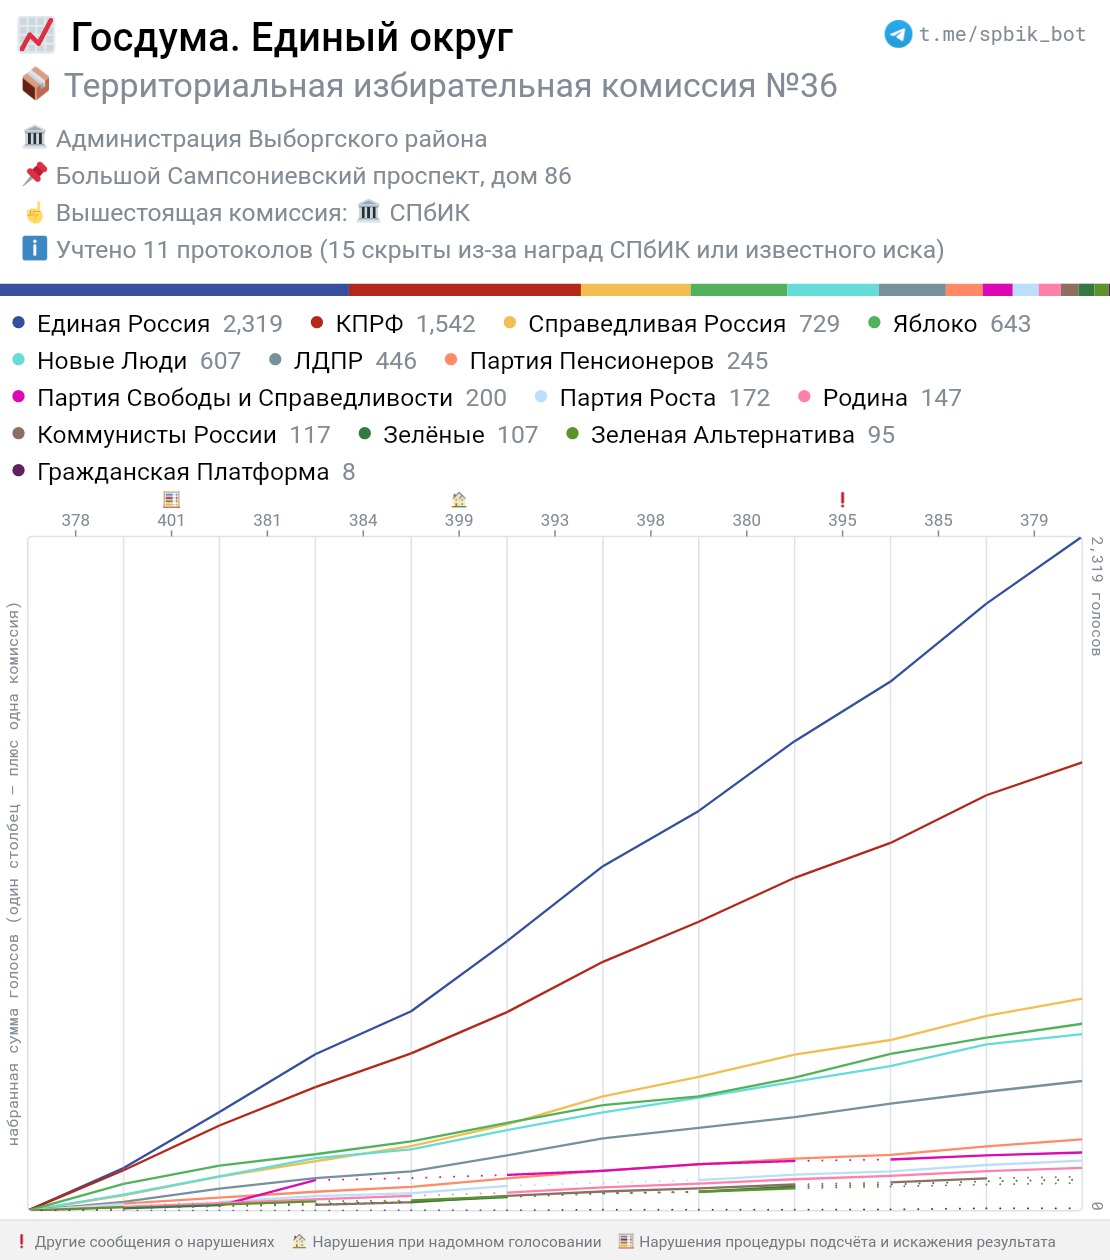 Госдума. Единый округ
t.me/spbik_bot
Территориальная избирательная комиссия №36
Администрация Выборгского района
Большой Сампсониевский проспект, дом 86
Вышестоящая комиссия: СПбИК
Учтено 11 протоколов (15 скрыты из-за наград СПбИК или известного иска)
Единая Россия 2,319 КПРФ 1,542 Справедливая Россия 729 Яблоко 643
Новые Люди 607 ЛДПР 446 Партия Пенсионеров 245
Партия Свободы и Справедливости 200 Партия Роста 172 Родина 147
Коммунисты России 117 Зелёные 107 Зеленая Альтернатива 95
Гражданская Платформа 8
378 401 381 384 399 393 398 380 395 385 379
2,319 голосов
набранная сумма голосов (один столбец – плюс одна комиссия)
0
Другие сообщения о нарушениях Нарушения при надомном голосовании Нарушения процедуры подсчёта и искажения результата